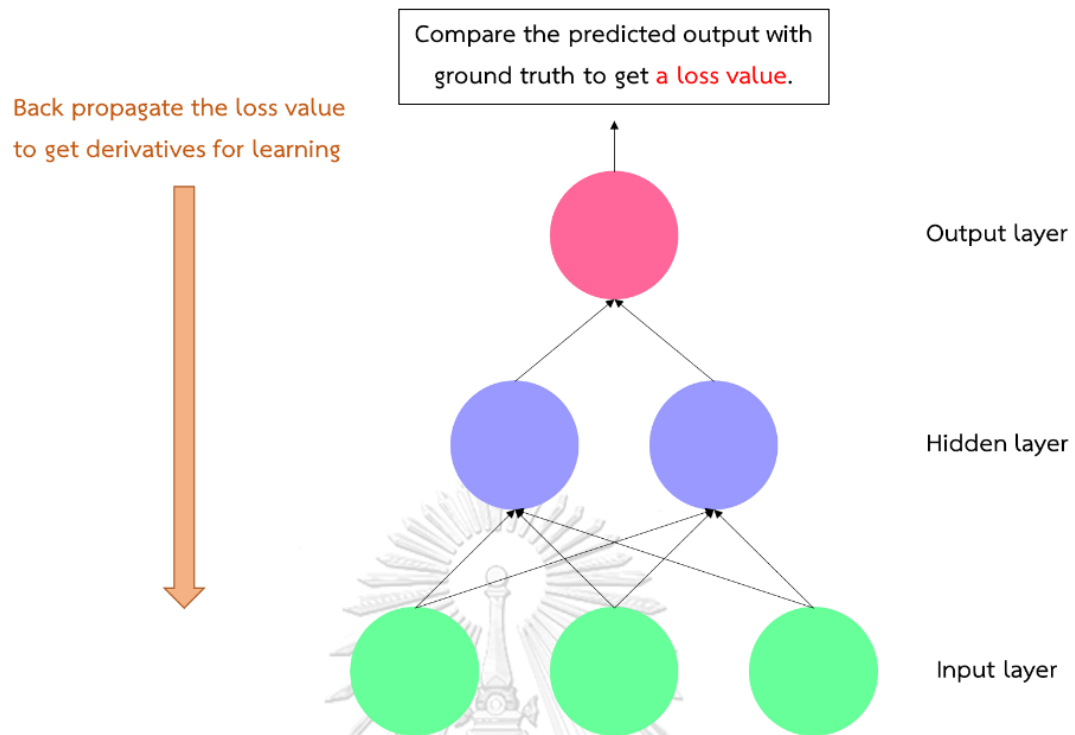 Compare the predicted output with
ground truth to get a loss value.
Back propagate the loss value
to get derivatives for learning
Output layer
Hidden layer
Input layer